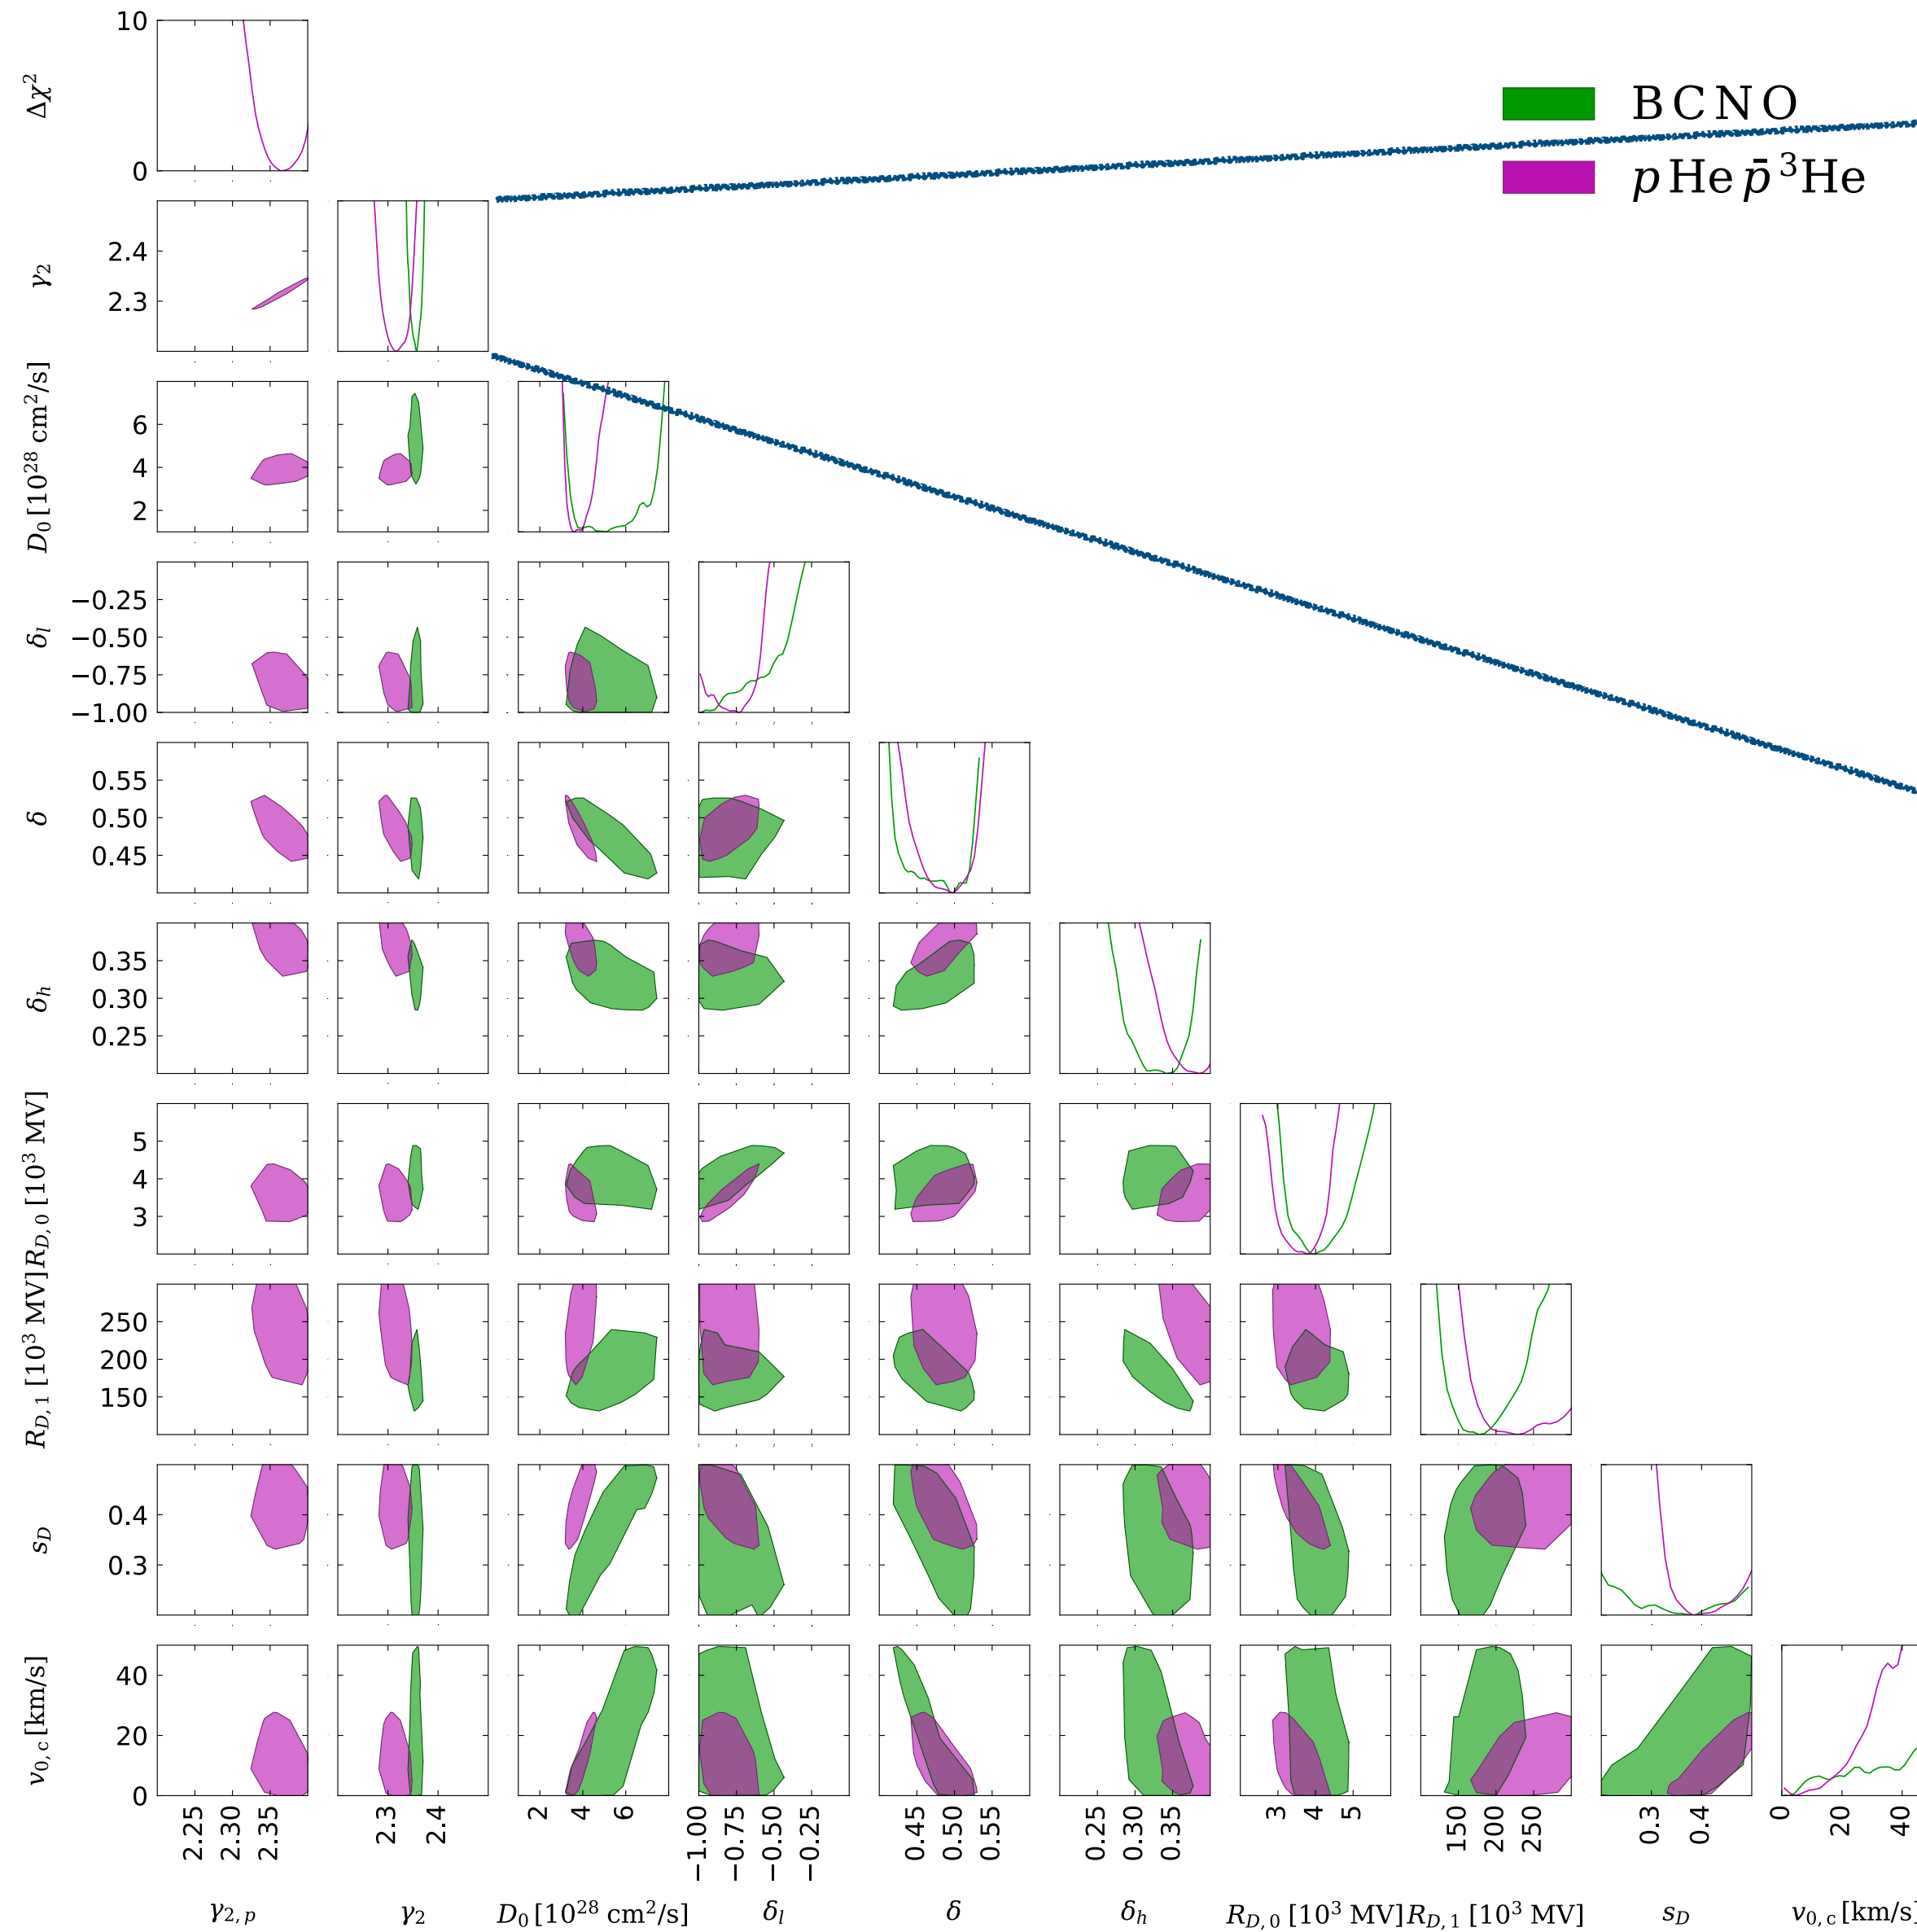 10
0
Δχ²
B C N O
p He p̄ ³He
2.4
2.3
γ₂
6
4
2
D₀ [10²⁸ cm²/s]
−0.25
−0.50
−0.75
−1.00
δₗ
0.55
0.50
0.45
δ
0.35
0.30
0.25
δₕ
5
4
3
R_{D,0} [10³ MV]
250
200
150
R_{D,1} [10³ MV]
0.4
0.3
s_D
40
20
0
v_{0,c} [km/s]
2.25 2.30 2.35 2.3 2.4 2 4 6 −1.00 −0.75 −0.50 −0.25 0.45 0.50 0.55 0.25 0.30 0.35 3 4 5 150 200 250 0.3 0.4 0 20 40
γ_{2,p} γ₂ D₀ [10²⁸ cm²/s] δₗ δ δₕ R_{D,0} [10³ MV] R_{D,1} [10³ MV] s_D v_{0,c} [km/s]